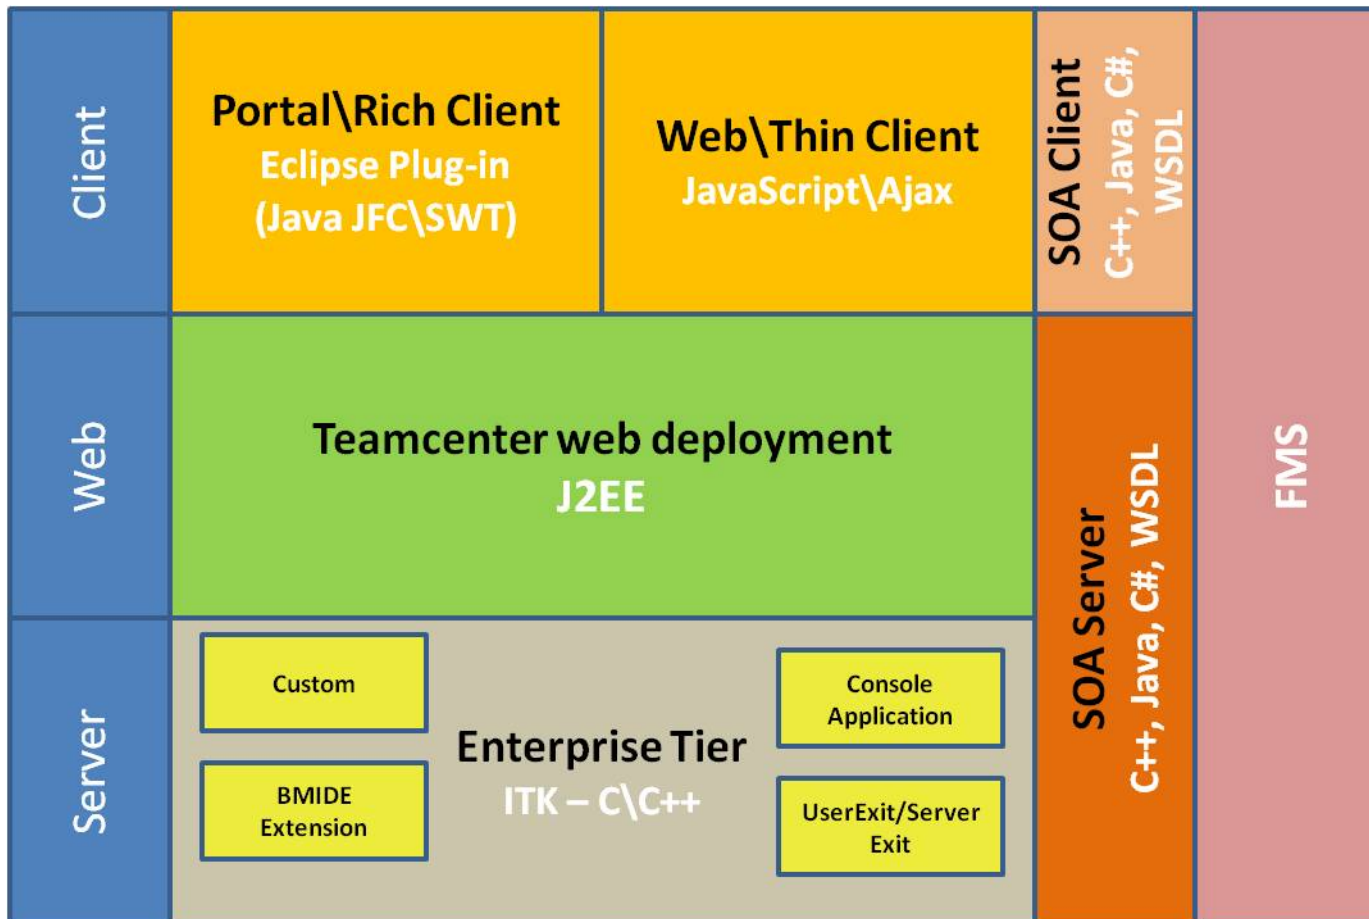 Client
Portal\Rich Client
Eclipse Plug-in
(Java JFC\SWT)
Web\Thin Client
JavaScript\Ajax
SOA Client
C++, Java, C#,
WSDL
FMS
Web
Teamcenter web deployment
J2EE
SOA Server
C++, Java, C#, WSDL
Server
Custom
BMIDE
Extension
Enterprise Tier
ITK – C\C++
Console
Application
UserExit/Server
Exit